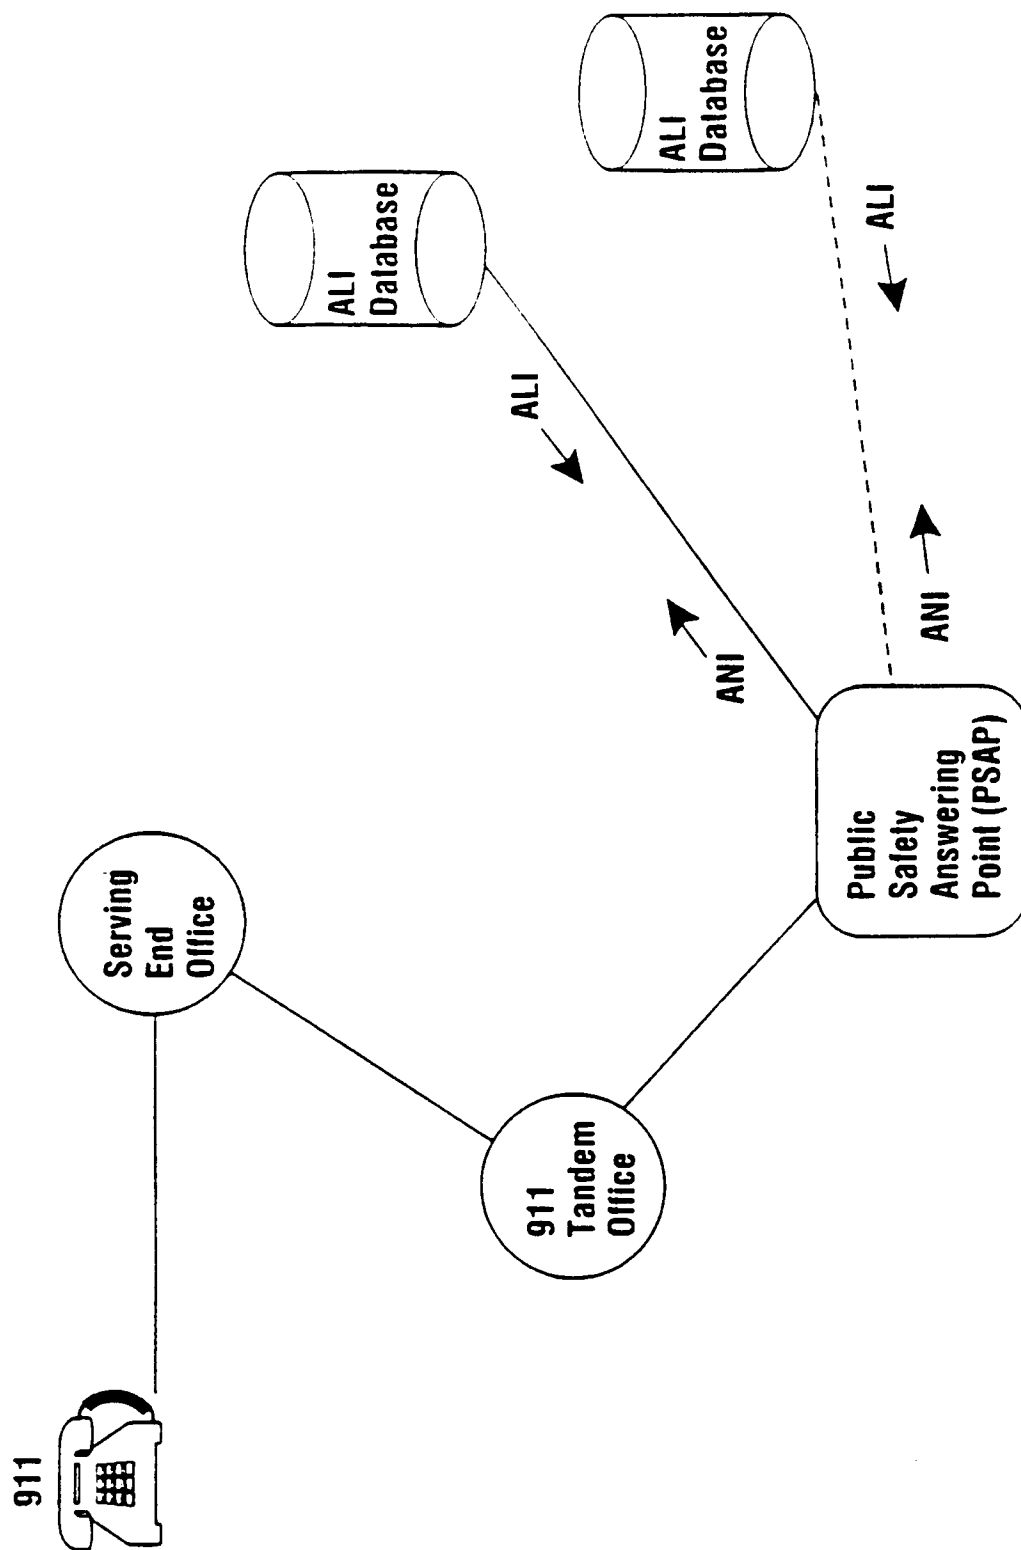 911
Serving
End
Office
911
Tandem
Office
Public
Safety
Answering
Point (PSAP)
ANI
ALI
ALI
Database
ANI
ALI
ALI
Database